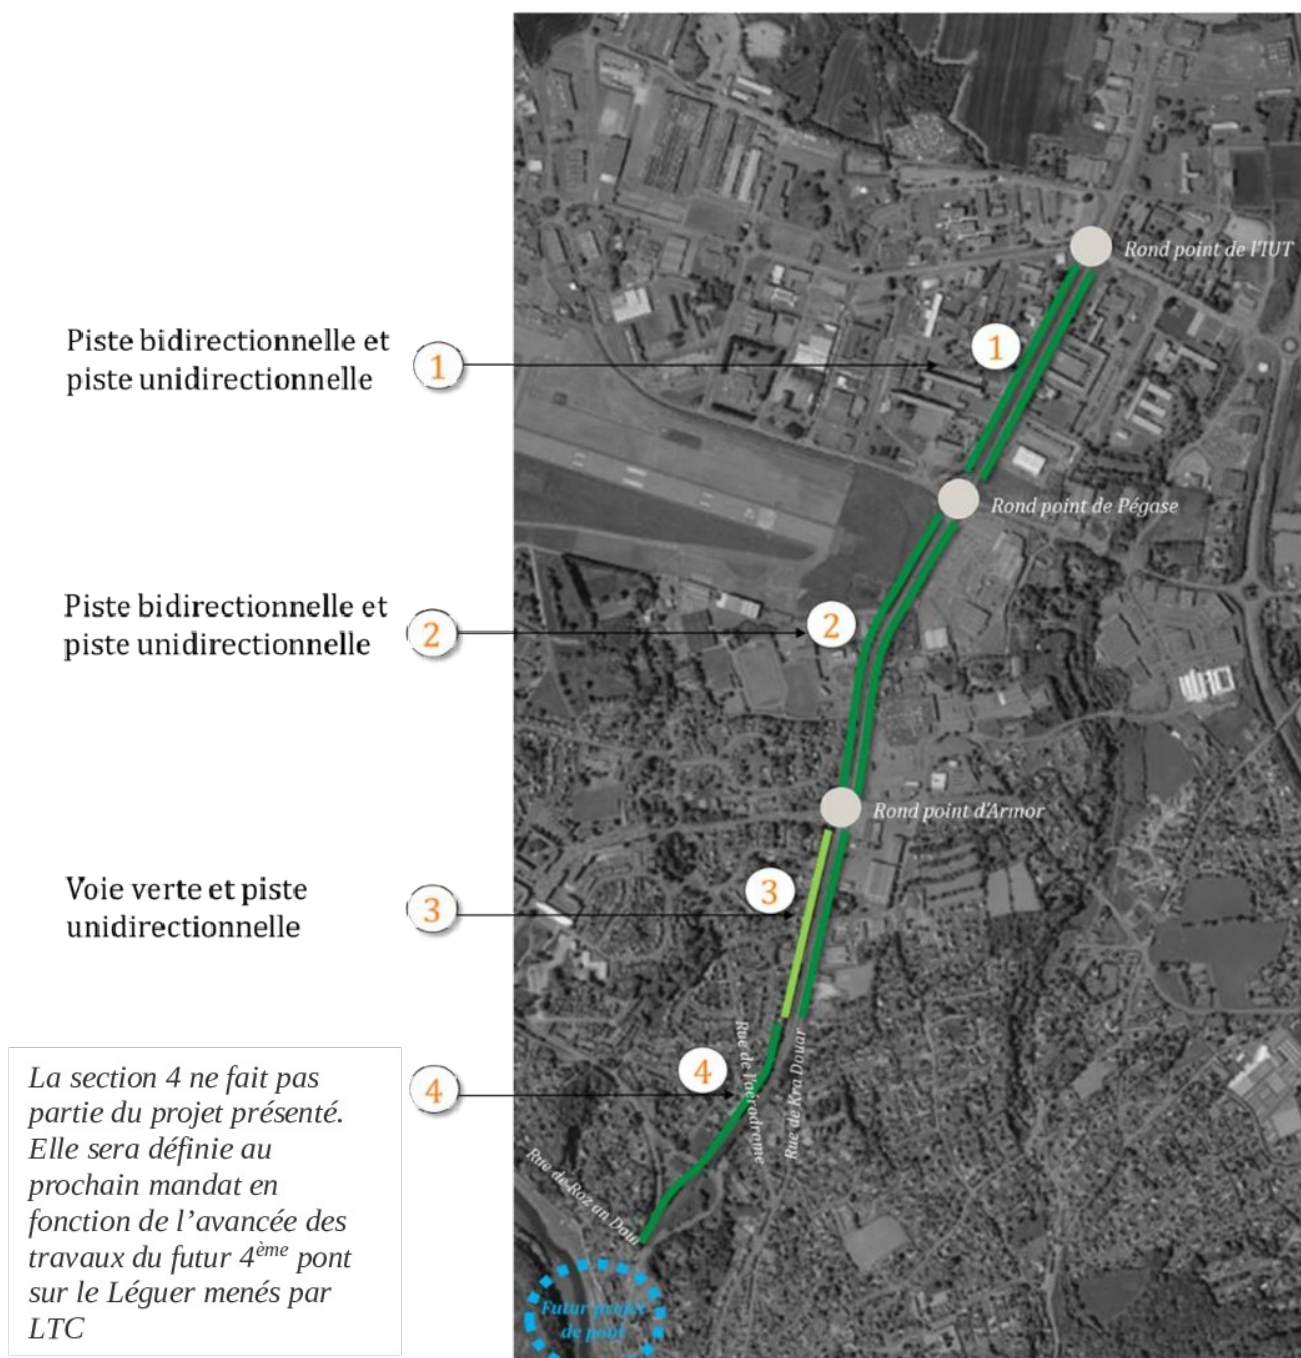 Rond point de l'IUT
Piste bidirectionnelle et
piste unidirectionnelle
1
1
Rond point de Pégase
Piste bidirectionnelle et
piste unidirectionnelle
2
2
Rond point d'Armor
Voie verte et piste
unidirectionnelle
3
3
Rue de l'aérodrome
Rue de Kra Douar
4
4
La section 4 ne fait pas
partie du projet présenté.
Elle sera définie au
prochain mandat en
fonction de l'avancée des
travaux du futur 4ème pont
sur le Léguer menés par
LTC
Rue de Roz an Dour
Futur projet
de pont